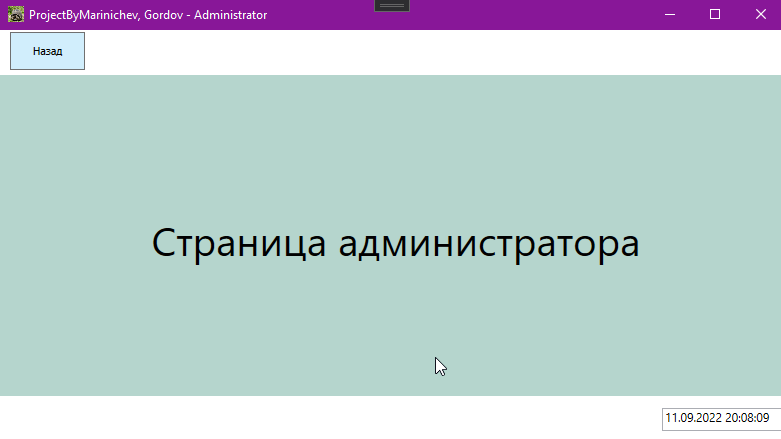 ProjectByMarinichev, Gordov - Administrator
Назад
Страница администратора
11.09.2022 20:08:09